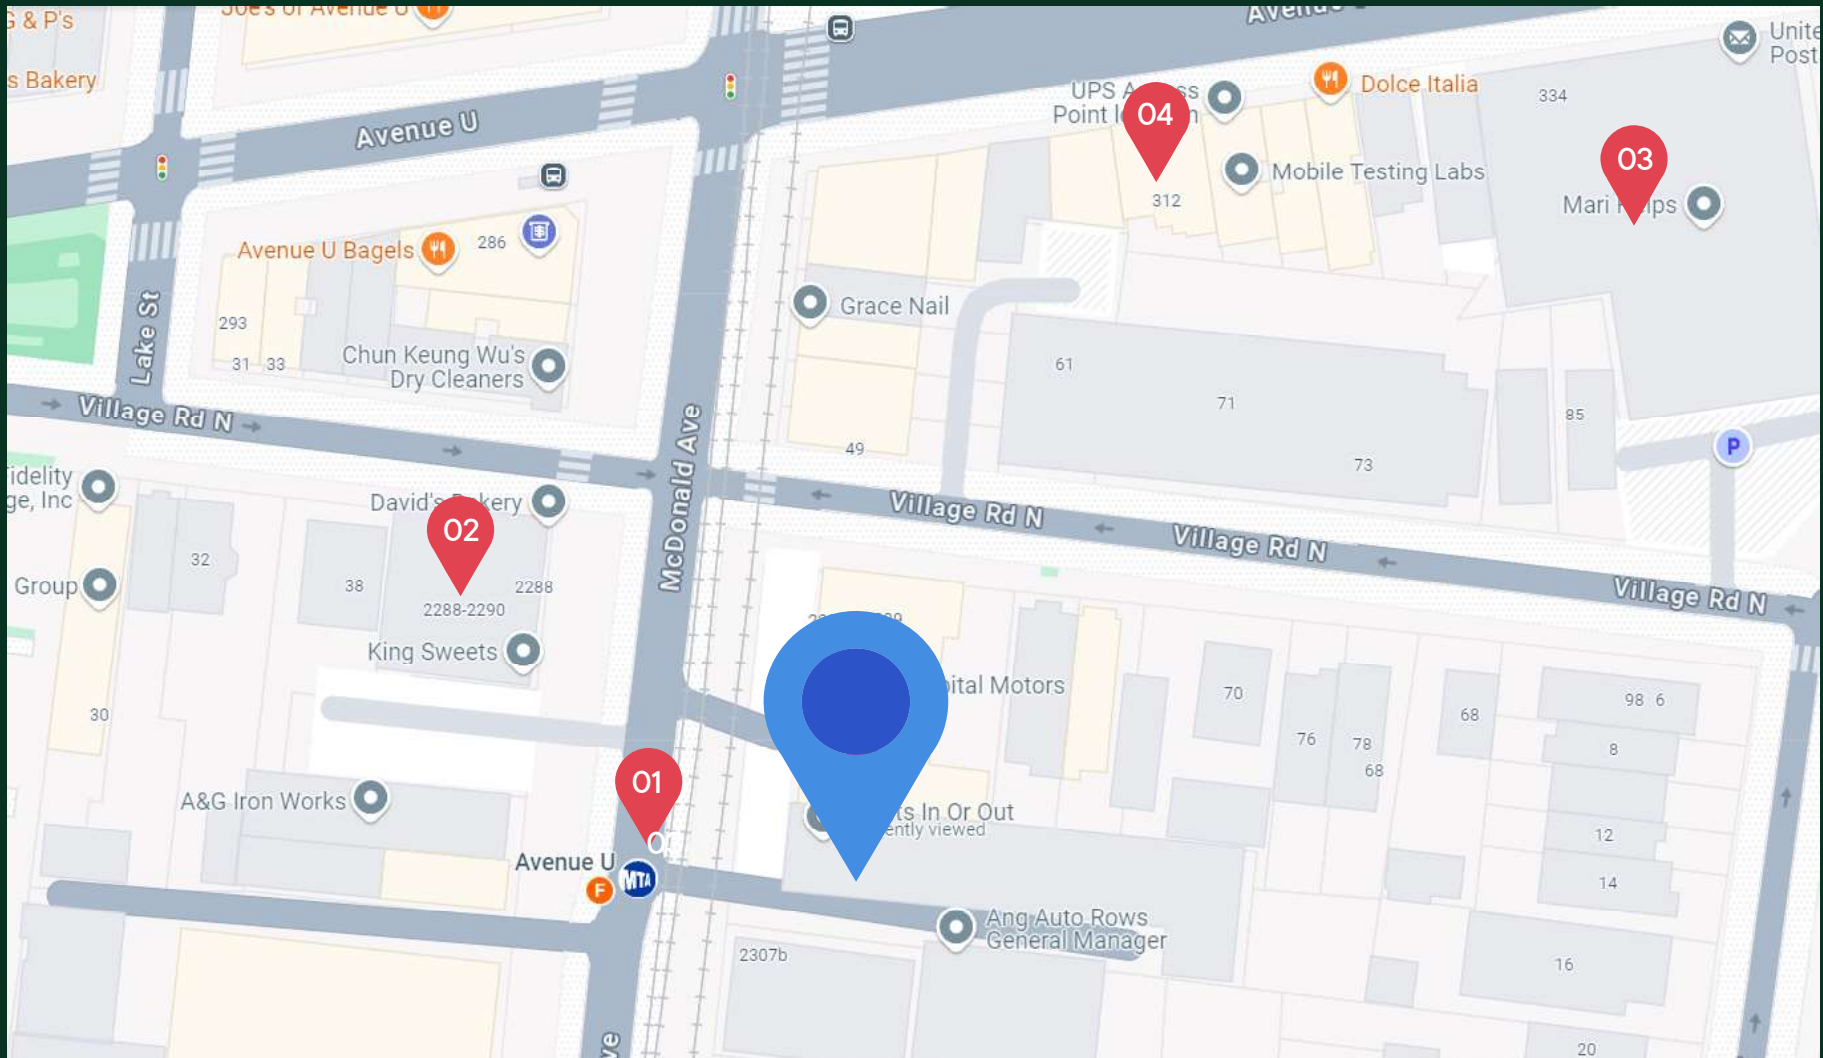 Joe's of Avenue U
& P's
s Bakery
Avenue U
UPS
Point
04
Dolce Italia
334
Unite
Post
03
Mari
Avenue U
Mobile Testing Labs
312
Avenue U Bagels
286
Grace Nail
Lake St
293
31
33
Chun Keung Wu's
Dry Cleaners
61
71
85
P
Village Rd N
McDonald Ave
49
73
idelity
ge, Inc
David's
02
Village Rd N
Village Rd N
Village Rd N
32
38
2288
2288-2290
Group
King Sweets
ital Motors
70
98
6
30
68
76
78
68
8
01
A&G Iron Works
ts In Or Out
ently viewed
12
Avenue U
F
MTA
14
Ang Auto Rows
General Manager
2307b
16
20
ve